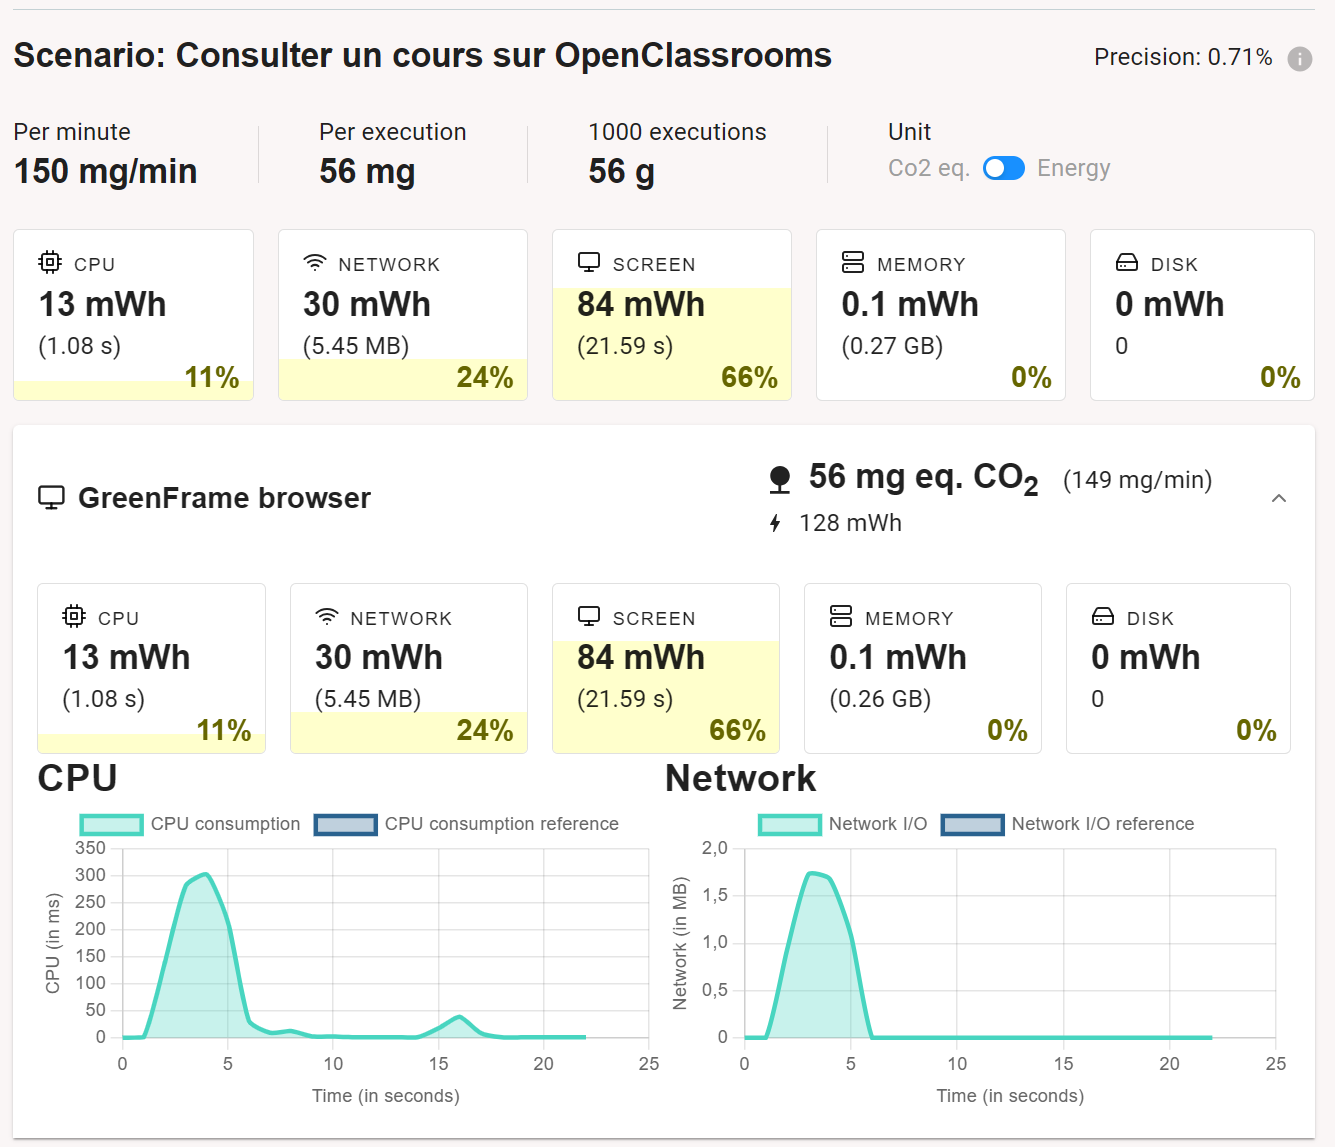 Scenario: Consulter un cours sur OpenClassrooms
Precision: 0.71%
Per minute
150 mg/min
Per execution
56 mg
1000 executions
56 g
Unit
Co2 eq. Energy
CPU
13 mWh
(1.08 s)
11%
NETWORK
30 mWh
(5.45 MB)
24%
SCREEN
84 mWh
(21.59 s)
66%
MEMORY
0.1 mWh
(0.27 GB)
0%
DISK
0 mWh
0
0%
GreenFrame browser
56 mg eq. CO2 (149 mg/min)
128 mWh
CPU
13 mWh
(1.08 s)
11%
NETWORK
30 mWh
(5.45 MB)
24%
SCREEN
84 mWh
(21.59 s)
66%
MEMORY
0.1 mWh
(0.26 GB)
0%
DISK
0 mWh
0
0%
CPU
CPU consumption CPU consumption reference
350
300
250
200
150
100
50
0
CPU (in ms)
0 5 10 15 20 25
Time (in seconds)
Network
Network I/O Network I/O reference
2,0
1,5
1,0
0,5
0
Network (in MB)
0 5 10 15 20 25
Time (in seconds)